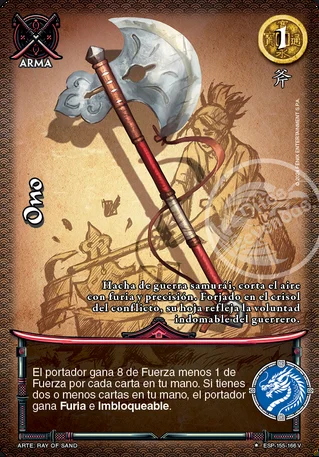 ARMA
1
斧
Ono
Hacha de guerra samurái, corta el aire
con furia y precisión. Forjado en el crisol
del conflicto, su hoja refleja la voluntad
indomable del guerrero.
El portador gana 8 de Fuerza menos 1 de
Fuerza por cada carta en tu mano. Si tienes
dos o menos cartas en tu mano, el portador
gana Furia e Imbloqueable.
ARTE: RAY OF SAND
ESP-155-166 V